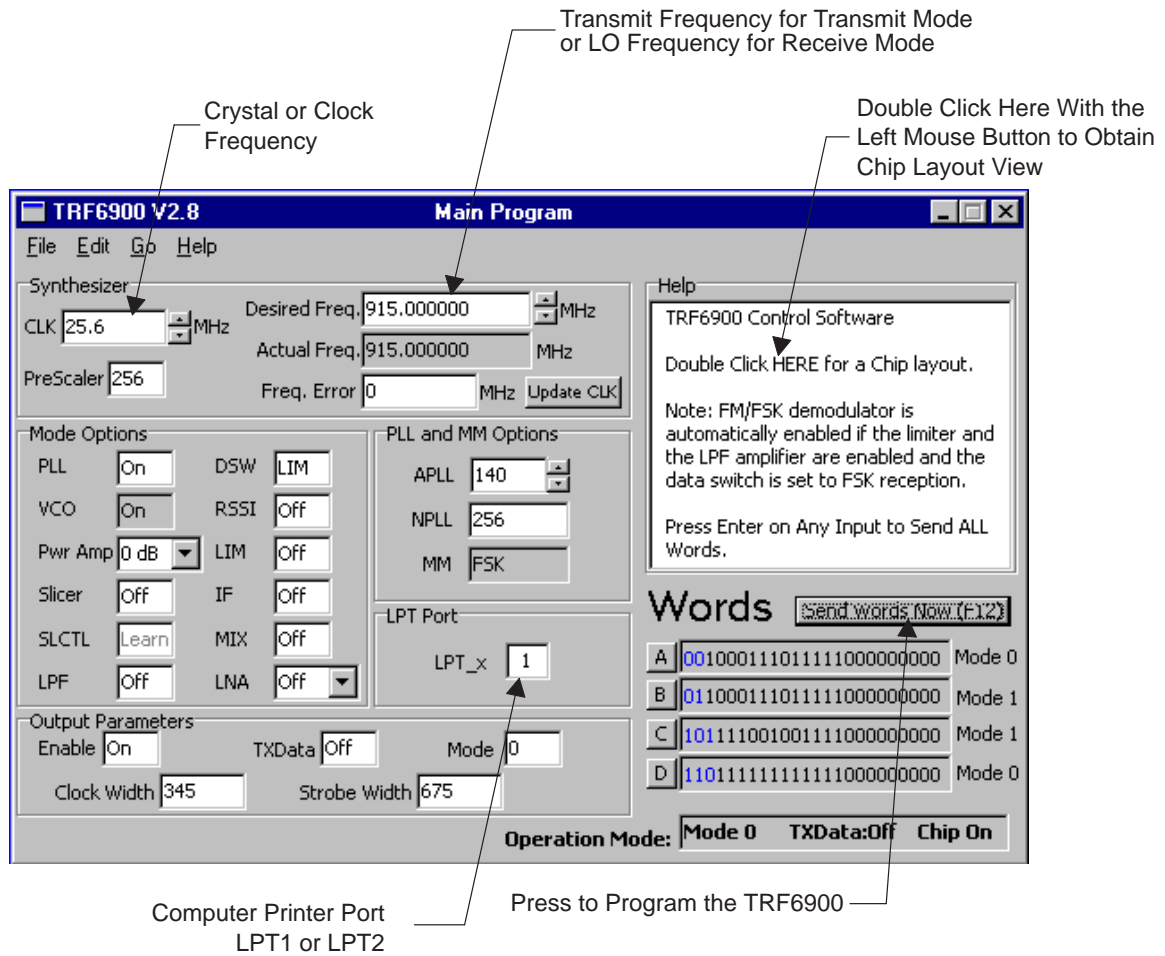 Transmit Frequency for Transmit Mode
or LO Frequency for Receive Mode
Crystal or Clock
Frequency
Double Click Here With the
Left Mouse Button to Obtain
Chip Layout View
TRF6900 V2.8 Main Program
File Edit Go Help
Synthesizer
CLK 25.6 MHz
PreScaler 256
Desired Freq. 915.000000 MHz
Actual Freq. 915.000000 MHz
Freq. Error 0 MHz Update CLK
Help
TRF6900 Control Software
Double Click HERE for a Chip layout.
Note: FM/FSK demodulator is
automatically enabled if the limiter and
the LPF amplifier are enabled and the
data switch is set to FSK reception.
Press Enter on Any Input to Send ALL
Words.
Mode Options
PLL On DSW LIM
VCO On RSSI Off
Pwr Amp 0 dB LIM Off
Slicer Off IF Off
SLCTL Learn MIX Off
LPF Off LNA Off
PLL and MM Options
APLL 140
NPLL 256
MM FSK
LPT Port
LPT_x 1
Words Send Words Now (F12)
A 001000111011111000000000 Mode 0
B 011000111011111000000000 Mode 1
C 101111001001111000000000 Mode 1
D 110111111111111000000000 Mode 0
Output Parameters
Enable On TXData Off Mode 0
Clock Width 345 Strobe Width 675
Operation Mode: Mode 0 TXData:Off Chip On
Computer Printer Port
LPT1 or LPT2
Press to Program the TRF6900